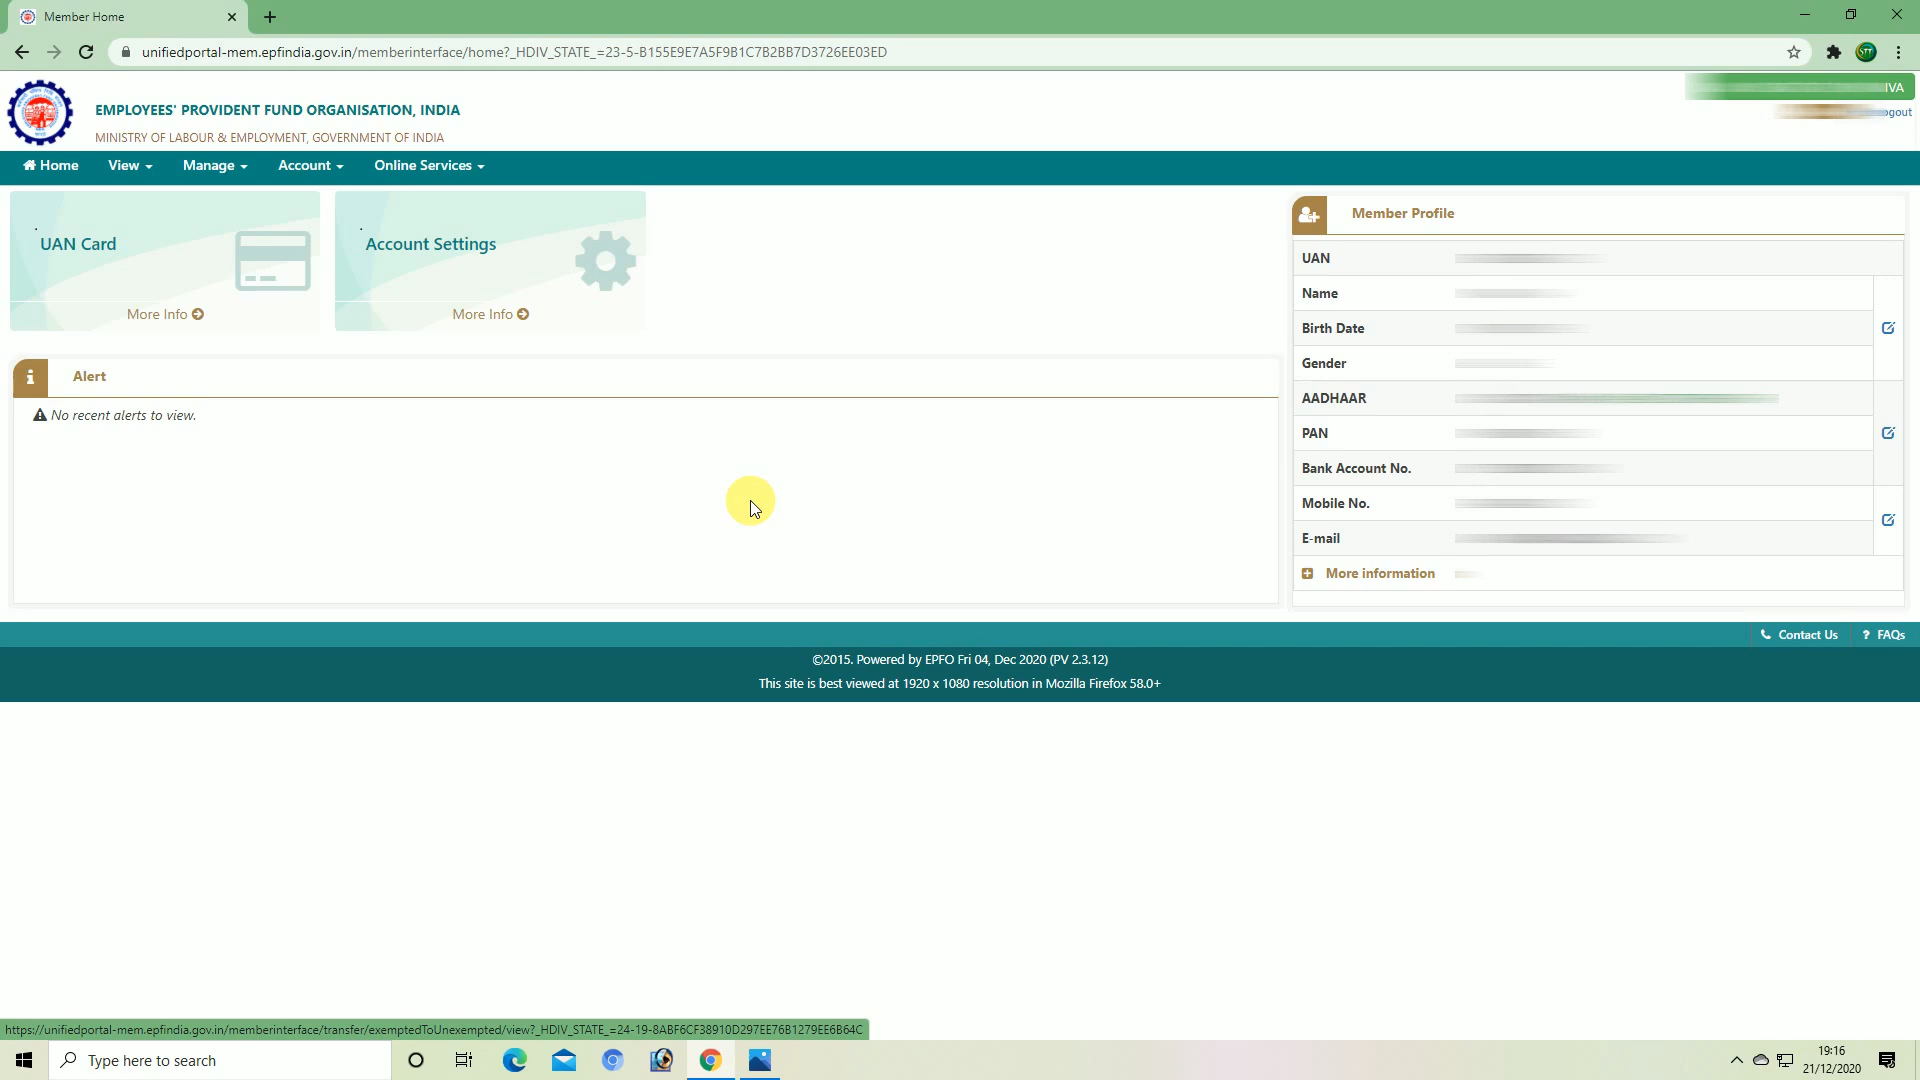 Member Home
unifiedportal-mem.epfindia.gov.in/memberinterface/home?_HDIV_STATE_=23-5-B155E9E7A5F9B1C7B2BB7D3726EE03ED
STT
EMPLOYEES' PROVIDENT FUND ORGANISATION, INDIA
MINISTRY OF LABOUR & EMPLOYMENT, GOVERNMENT OF INDIA
IVA
ogout
Home View Manage Account Online Services
UAN Card
More Info
Account Settings
More Info
Alert
No recent alerts to view.
Member Profile
UAN
Name
Birth Date
Gender
AADHAAR
PAN
Bank Account No.
Mobile No.
E-mail
More information
Contact Us ? FAQs
©2015. Powered by EPFO Fri 04, Dec 2020 (PV 2.3.12)
This site is best viewed at 1920 x 1080 resolution in Mozilla Firefox 58.0+
https://unifiedportal-mem.epfindia.gov.in/memberinterface/transfer/exemptedToUnexempted/view?_HDIV_STATE_=24-19-8ABF6CF38910D297EE76B1279EE6B64C
Type here to search
19:16
21/12/2020